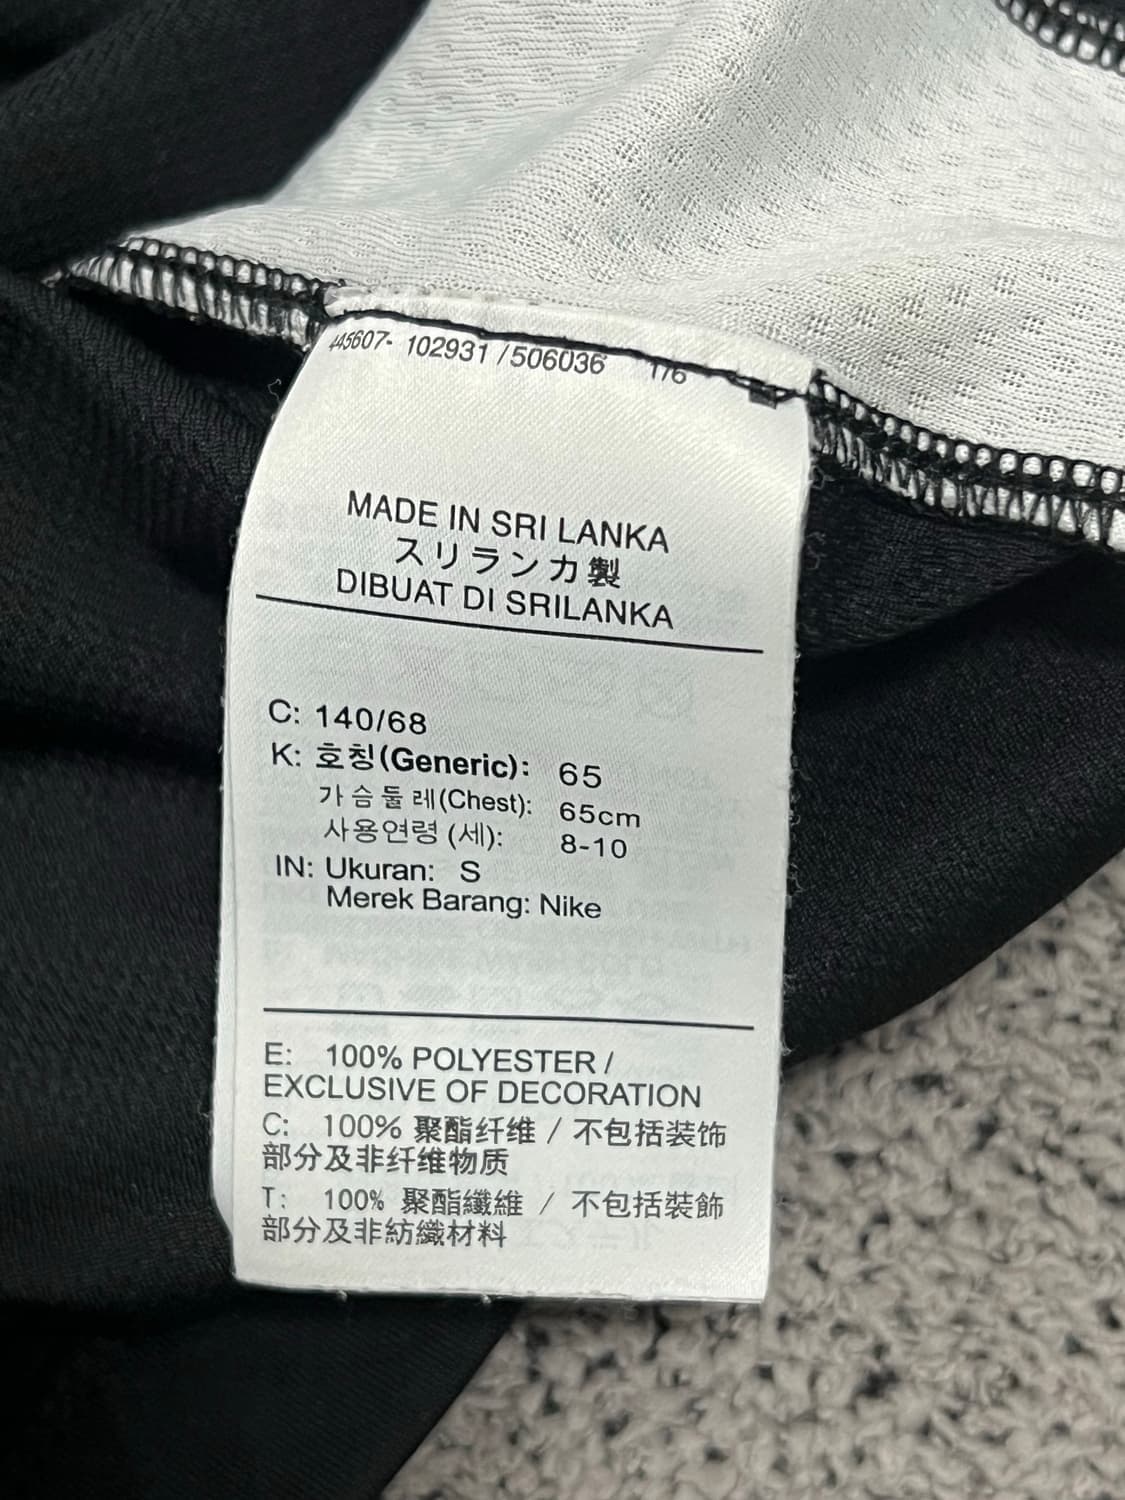 445607- 102931 /506036 1/6
MADE IN SRI LANKA
スリランカ製
DIBUAT DI SRILANKA
C: 140/68
K: 호칭(Generic): 65
가슴둘레(Chest): 65cm
사용연령(세): 8-10
IN: Ukuran: S
Merek Barang: Nike
E: 100% POLYESTER /
EXCLUSIVE OF DECORATION
C: 100% 聚酯纤维 / 不包括装饰
部分及非纤维物质
T: 100% 聚酯纖維 / 不包括裝飾
部分及非紡織材料